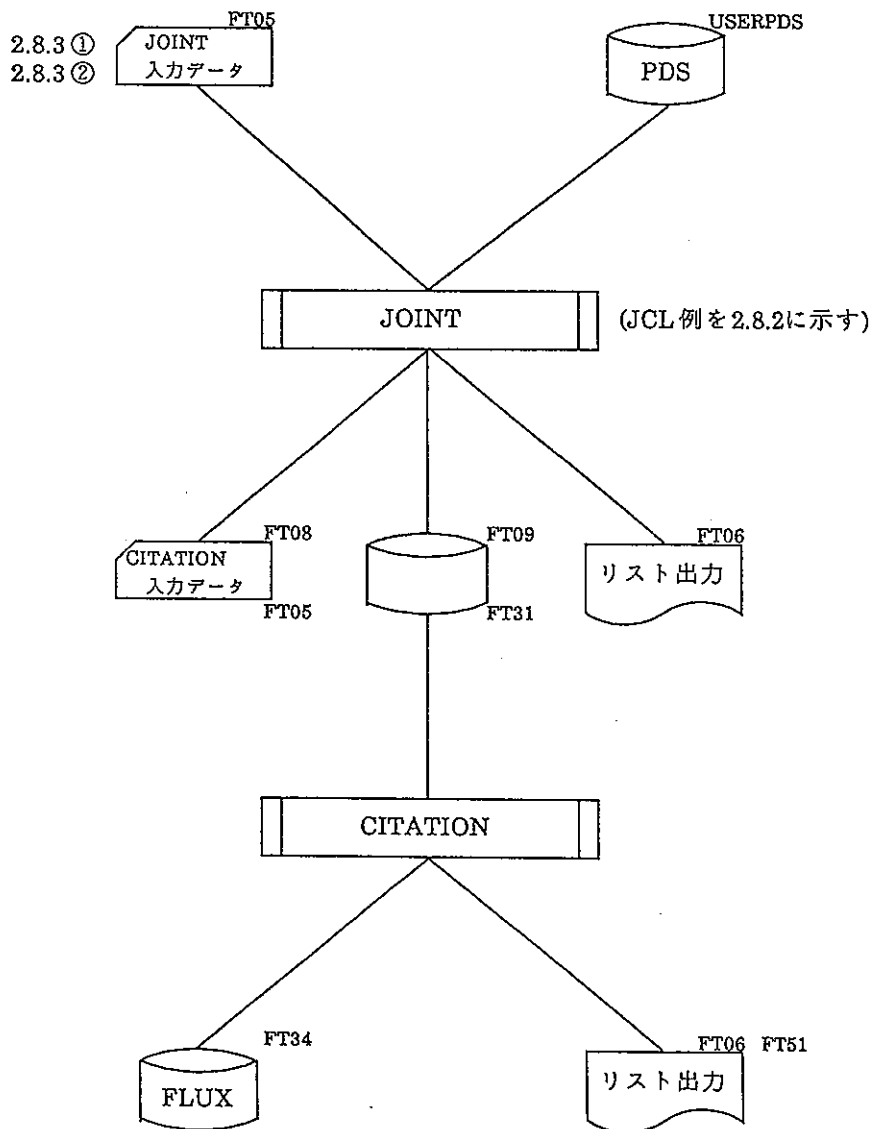 FT05
2.8.3 ① JOINT
2.8.3 ② 入力データ
USERPDS
PDS
JOINT
(JCL例を2.8.2に示す)
FT08
CITATION
入力データ
FT05
FT09
FT31
FT06
リスト出力
CITATION
FT34
FLUX
FT06 FT51
リスト出力